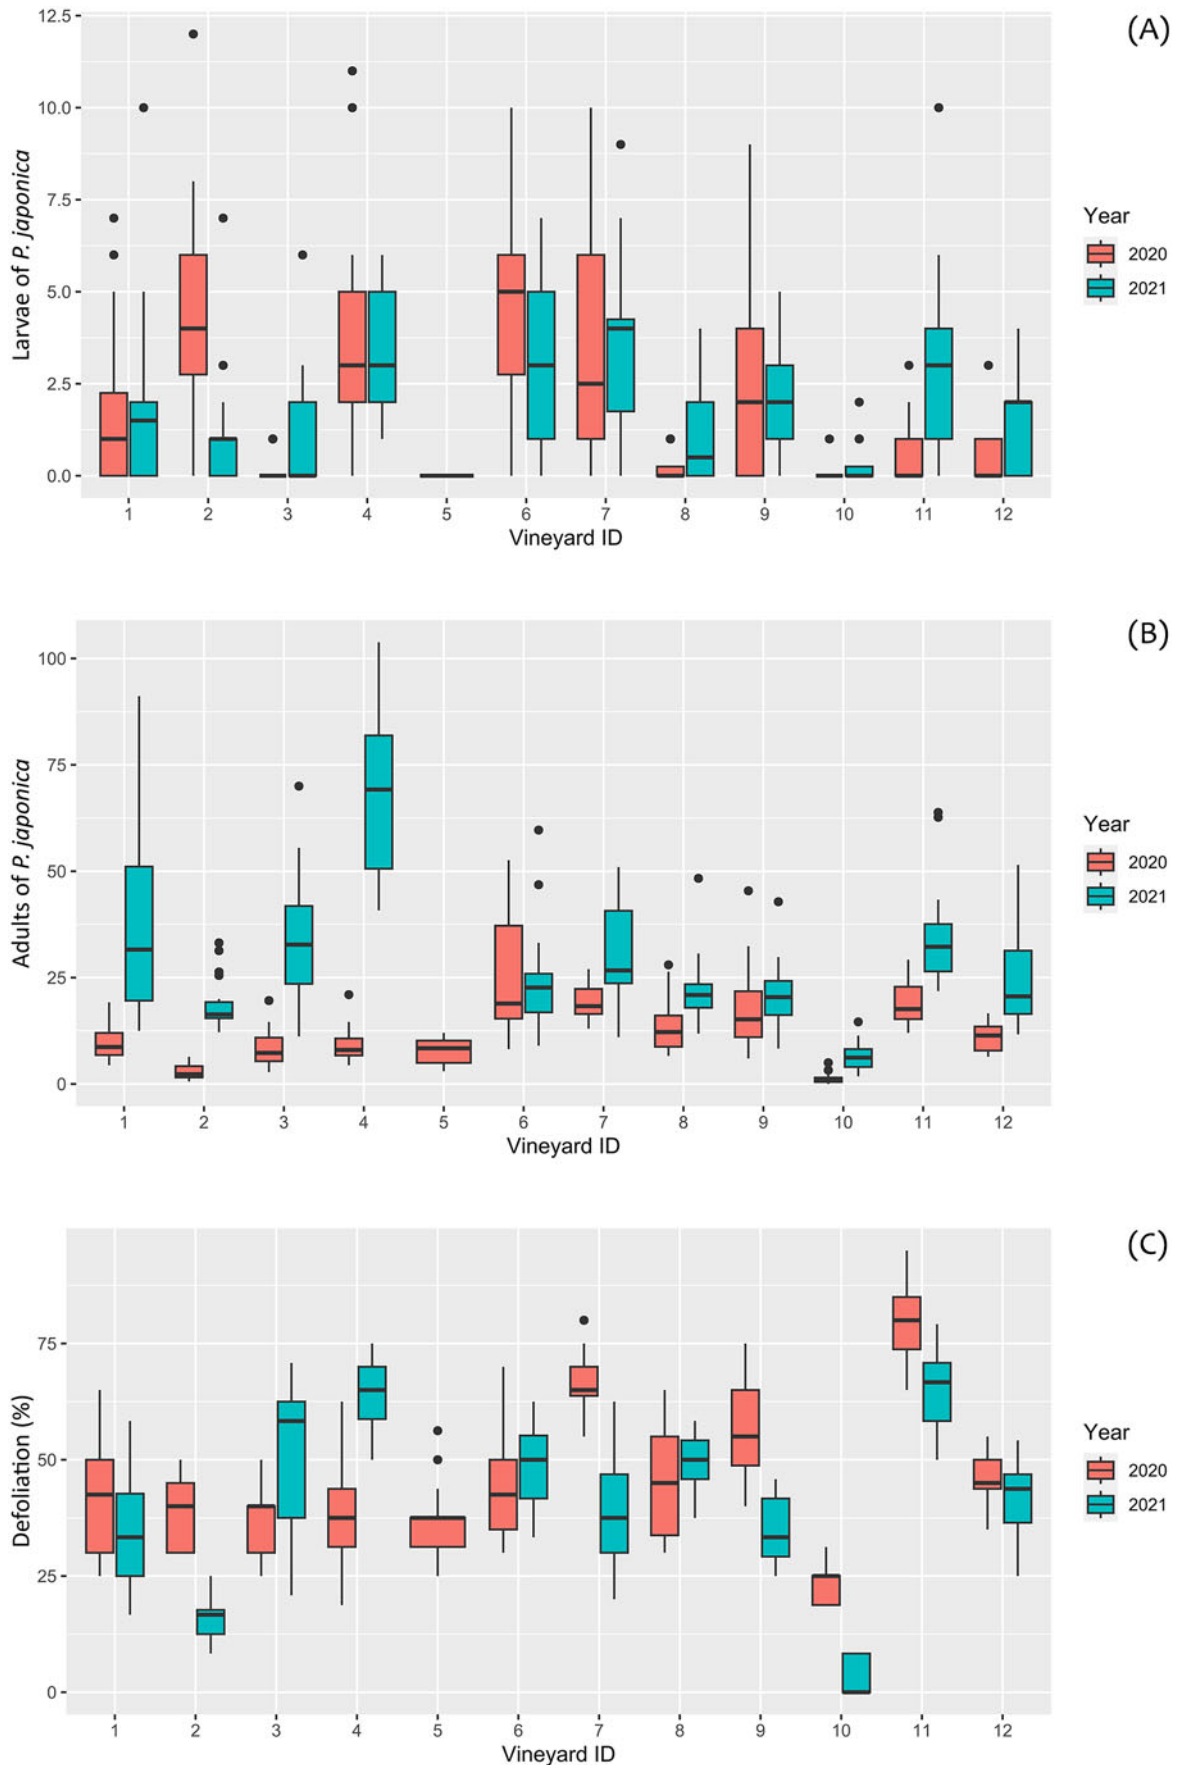 (A)
12.5
10.0
7.5
5.0
2.5
0.0
Larvae of P. japonica
1 2 3 4 5 6 7 8 9 10 11 12
Vineyard ID
Year
2020
2021
(B)
100
75
50
25
0
Adults of P. japonica
1 2 3 4 5 6 7 8 9 10 11 12
Vineyard ID
Year
2020
2021
(C)
75
50
25
0
Defoliation (%)
1 2 3 4 5 6 7 8 9 10 11 12
Vineyard ID
Year
2020
2021